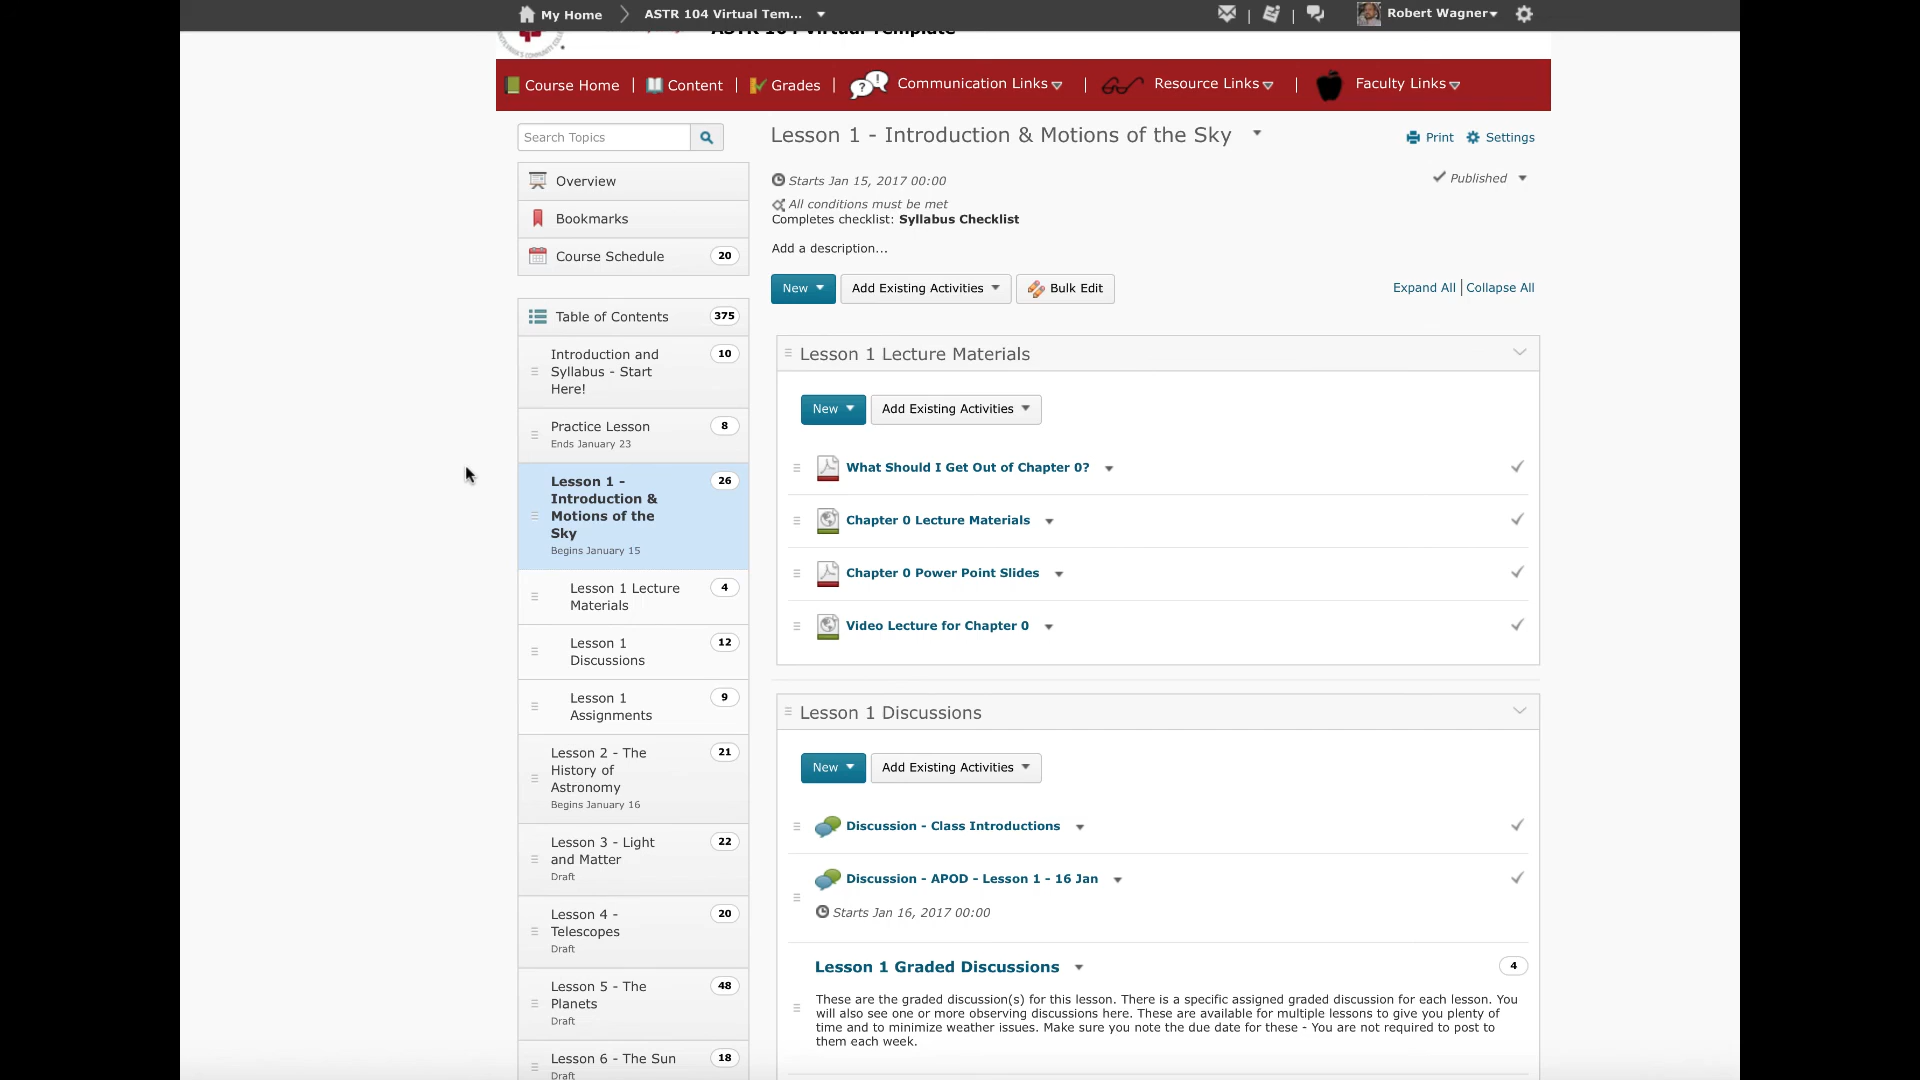 My Home
ASTR 104 Virtual Tem...
Robert Wagner
ASTR 104 Virtual Template
Course Home
Content
Grades
Communication Links
Resource Links
Faculty Links
Search Topics
Overview
Bookmarks
Course Schedule 20
Table of Contents 375
Introduction and 10
Syllabus - Start
Here!
Practice Lesson 8
Ends January 23
Lesson 1 - 26
Introduction &
Motions of the
Sky
Begins January 15
Lesson 1 Lecture 4
Materials
Lesson 1 12
Discussions
Lesson 1 9
Assignments
Lesson 2 - The 21
History of
Astronomy
Begins January 16
Lesson 3 - Light 22
and Matter
Draft
Lesson 4 - 20
Telescopes
Draft
Lesson 5 - The 48
Planets
Draft
Lesson 6 - The Sun 18
Draft
Lesson 1 - Introduction & Motions of the Sky
Print
Settings
Starts Jan 15, 2017 00:00
Published
All conditions must be met
Completes checklist: Syllabus Checklist
Add a description...
New
Add Existing Activities
Bulk Edit
Expand All
Collapse All
Lesson 1 Lecture Materials
New
Add Existing Activities
What Should I Get Out of Chapter 0?
Chapter 0 Lecture Materials
Chapter 0 Power Point Slides
Video Lecture for Chapter 0
Lesson 1 Discussions
New
Add Existing Activities
Discussion - Class Introductions
Discussion - APOD - Lesson 1 - 16 Jan
Starts Jan 16, 2017 00:00
Lesson 1 Graded Discussions 4
These are the graded discussion(s) for this lesson. There is a specific assigned graded discussion for each lesson. You
will also see one or more observing discussions here. These are available for multiple lessons to give you plenty of
time and to minimize weather issues. Make sure you note the due date for these - You are not required to post to
them each week.